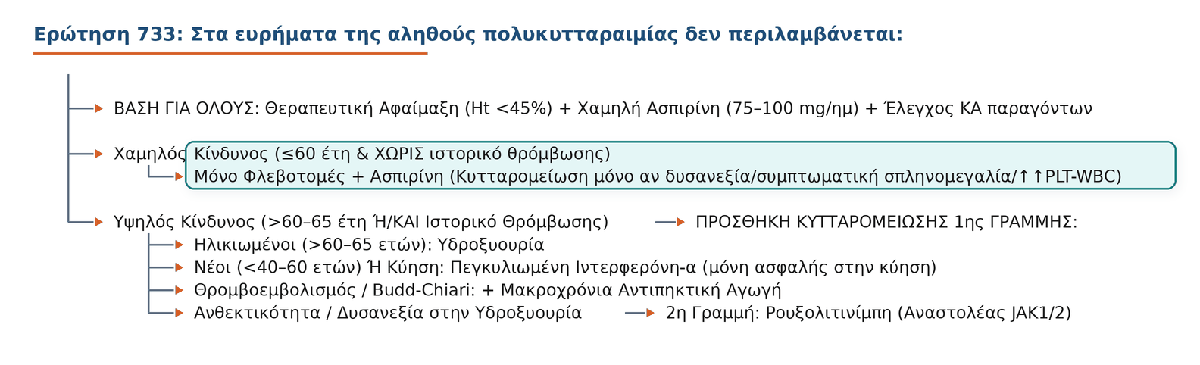 Ερώτηση 733: Στα ευρήματα της αληθούς πολυκυτταραιμίας δεν περιλαμβάνεται:
ΒΑΣΗ ΓΙΑ ΟΛΟΥΣ: Θεραπευτική Αφαίμαξη (Ht <45%) + Χαμηλή Ασπιρίνη (75–100 mg/ημ) + Έλεγχος ΚΑ παραγόντων
Χαμηλός Κίνδυνος (≤60 έτη & ΧΩΡΙΣ ιστορικό θρόμβωσης)
Μόνο Φλεβοτομές + Ασπιρίνη (Κυτταρομείωση μόνο αν δυσανεξία/συμπτωματική σπληνομεγαλία/↑↑PLT-WBC)
Υψηλός Κίνδυνος (>60–65 έτη Ή/ΚΑΙ Ιστορικό Θρόμβωσης) ΠΡΟΣΘΗΚΗ ΚΥΤΤΑΡΟΜΕΙΩΣΗΣ 1ης ΓΡΑΜΜΗΣ:
Ηλικιωμένοι (>60–65 ετών): Υδροξυουρία
Νέοι (<40–60 ετών) Ή Κύηση: Πεγκυλιωμένη Ιντερφερόνη-α (μόνη ασφαλής στην κύηση)
Θρομβοεμβολισμός / Budd-Chiari: + Μακροχρόνια Αντιπηκτική Αγωγή
Ανθεκτικότητα / Δυσανεξία στην Υδροξυουρία 2η Γραμμή: Ρουξολιτινίμπη (Αναστολέας JAK1/2)